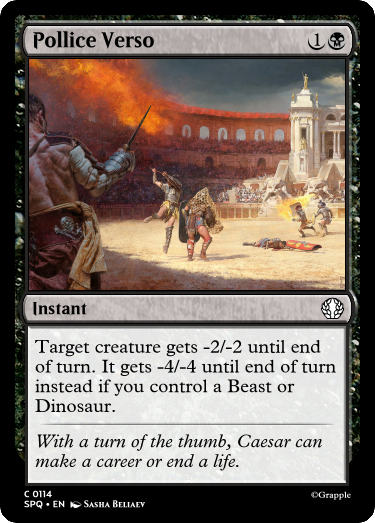 Pollice Verso 1
Instant
Target creature gets -2/-2 until end
of turn. It gets -4/-4 until end of turn
instead if you control a Beast or
Dinosaur.
With a turn of the thumb, Caesar can
make a career or end a life.
C 0114
SPQ • EN Sasha Beliaev
©Grapple